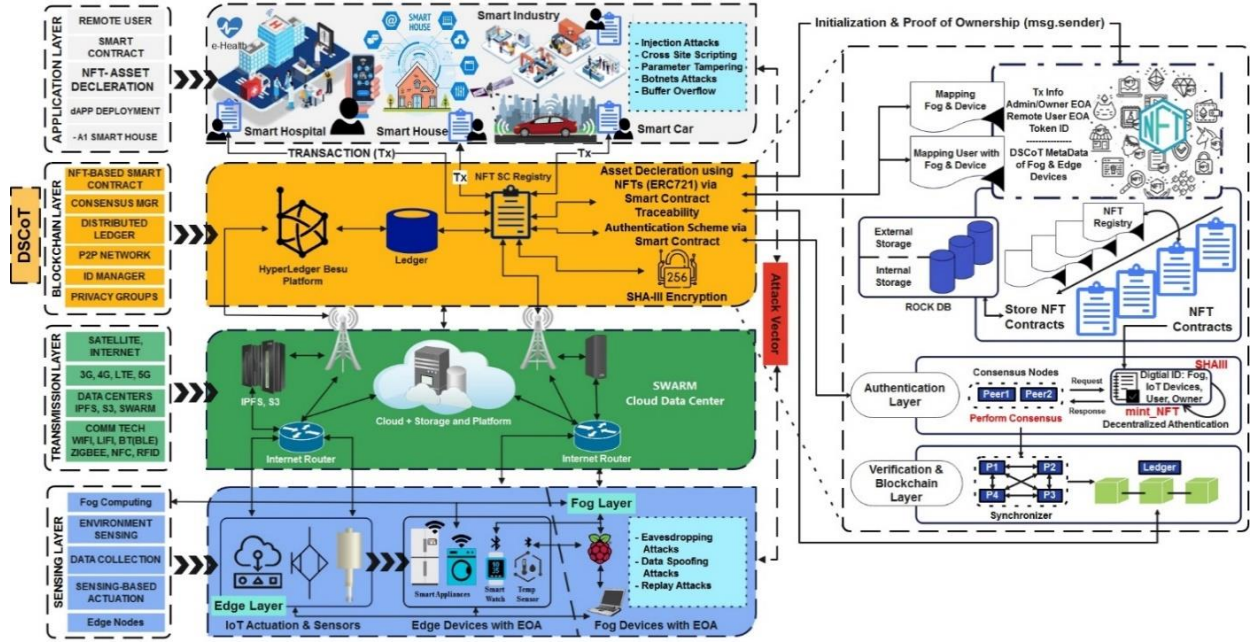 DSCoT
APPLICATION LAYER
REMOTE USER
SMART
CONTRACT
NFT-ASSET
DECLERATION
dAPP DEPLOYMENT
- A1 SMART HOUSE
e-Health
Smart Hospital
SMART
HOUSE
Smart House
Smart Industry
Smart Car
- Injection Attacks
- Cross Site Scripting
- Parameter Tampering
- Botnets Attacks
- Buffer Overflow
TRANSACTION (Tx)
Tx
Tx
BLOCKCHAIN LAYER
NFT-BASED SMART
CONTRACT
CONSENSUS MGR
DISTRIBUTED
LEDGER
P2P NETWORK
ID MANAGER
PRIVACY GROUPS
HyperLedger Besu
Platform
Ledger
NFT SC Registry
Asset Decleration using
NFTs (ERC721) via
Smart Contract
Traceability
Authentication Scheme via
Smart Contract
256
SHA-III Encryption
Attack Vector
TRANSMISSION LAYER
SATELLITE,
INTERNET
3G, 4G, LTE, 5G
DATA CENTERS
IPFS, S3, SWARM
COMM TECH
WIFI, LIFI, BT(BLE)
ZIGBEE, NFC, RFID
IPFS, S3
Cloud + Storage and Platform
SWARM
Cloud Data Center
Internet Router
Internet Router
SENSING LAYER
Fog Computing
ENVIRONMENT
SENSING
DATA COLLECTION
SENSING-BASED
ACTUATION
Edge Nodes
Edge Layer
IoT Actuation & Sensors
Smart Appliances
Smart
Watch
Temp
Sensor
Edge Devices with EOA
Fog Layer
Fog Devices with EOA
- Eavesdropping
Attacks
- Data Spoofing
Attacks
- Replay Attacks
Initialization & Proof of Ownership (msg.sender)
Mapping
Fog & Device
Mapping User with
Fog & Device
Tx Info
Admin/Owner EOA
Remote User EOA
Token ID
DSCoT MetaData
of Fog & Edge
Devices
NFT
External
Storage
Internal
Storage
ROCK DB
NFT
Registry
Store NFT
Contracts
NFT
Contracts
Authentication
Layer
Consensus Nodes
Peer1
Peer2
Perform Consensus
Request
Response
SHAIII
Digtial ID: Fog,
IoT Devices,
User, Owner
mint_NFT
Decentralized Athentication
Verification &
Blockchain
Layer
P1
P2
P4
P3
Synchronizer
Ledger